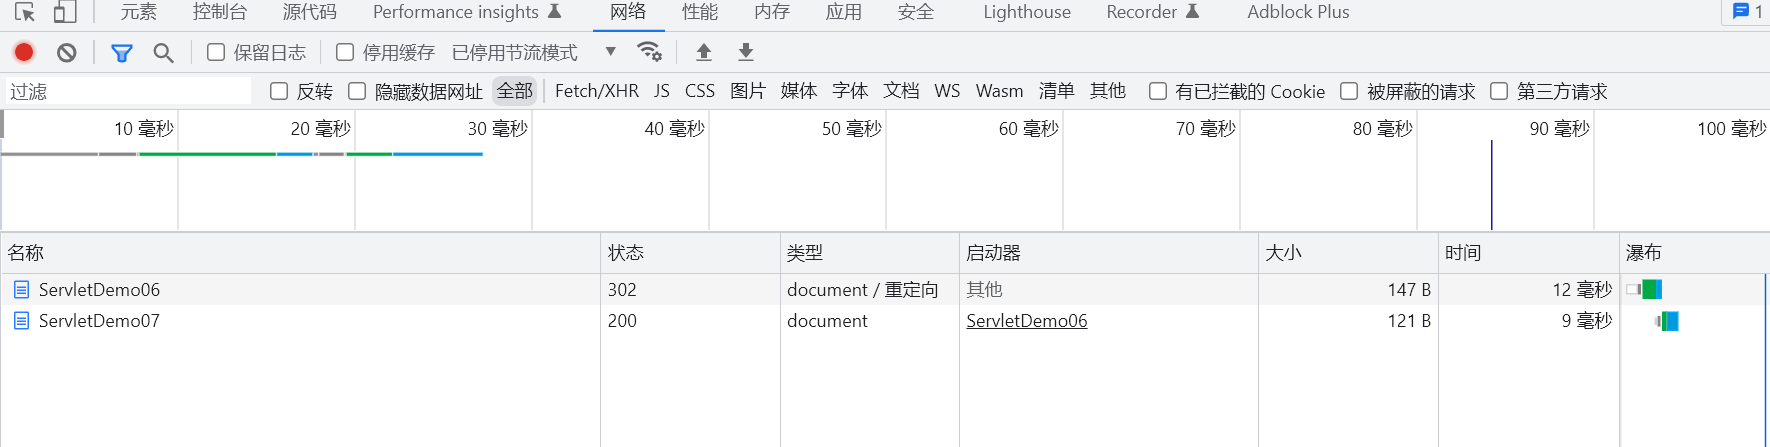 元素 控制台 源代码 Performance insights 网络 性能 内存 应用 安全 Lighthouse Recorder Adblock Plus 1
保留日志 停用缓存 已停用节流模式
过滤 反转 隐藏数据网址 全部 Fetch/XHR JS CSS 图片 媒体 字体 文档 WS Wasm 清单 其他 有已拦截的 Cookie 被屏蔽的请求 第三方请求
10 毫秒 20 毫秒 30 毫秒 40 毫秒 50 毫秒 60 毫秒 70 毫秒 80 毫秒 90 毫秒 100 毫秒
名称 状态 类型 启动器 大小 时间 瀑布
ServletDemo06 302 document / 重定向 其他 147 B 12 毫秒
ServletDemo07 200 document ServletDemo06 121 B 9 毫秒